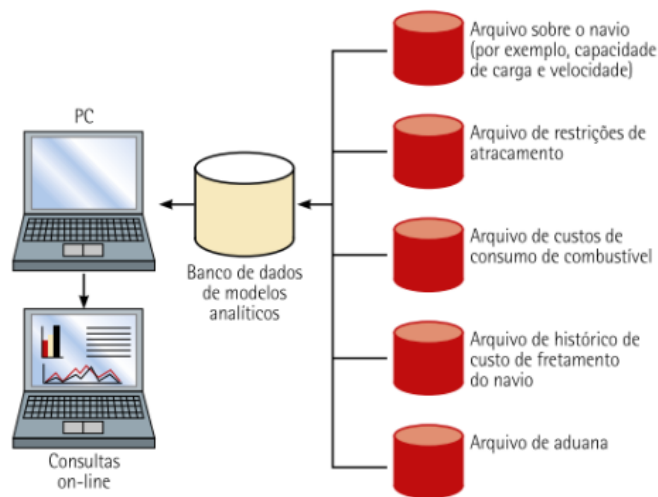 PC
Banco de dados
de modelos
analíticos
Consultas
on-line
Arquivo sobre o navio
(por exemplo, capacidade
de carga e velocidade)
Arquivo de restrições de
atracamento
Arquivo de custos de
consumo de combustível
Arquivo de histórico de
custo de fretamento
do navio
Arquivo de aduana